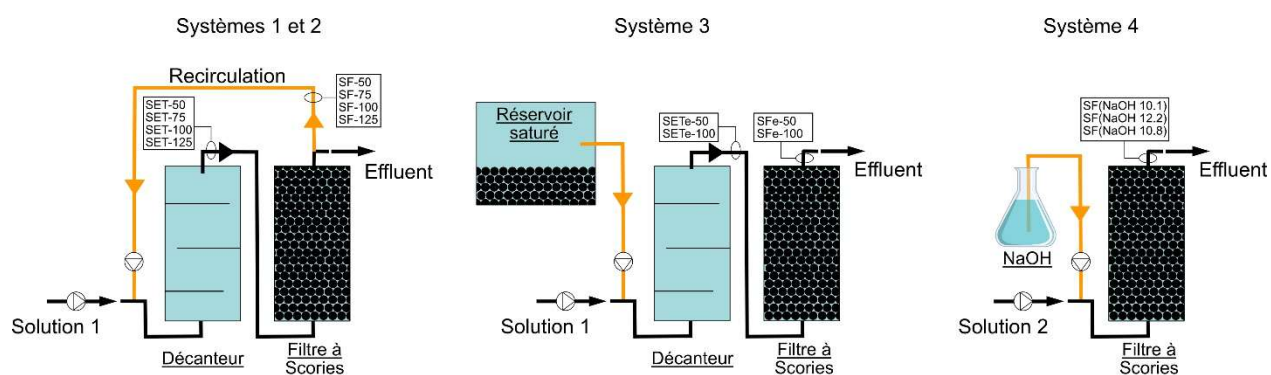 Systèmes 1 et 2
Recirculation
SET-50
SET-75
SET-100
SET-125
SF-50
SF-75
SF-100
SF-125
Effluent
Solution 1
Décanteur
Filtre à
Scories
Système 3
Réservoir
saturé
SETe-50
SETe-100
SFe-50
SFe-100
Effluent
Solution 1
Décanteur
Filtre à
Scories
Système 4
SF(NaOH 10.1)
SF(NaOH 12.2)
SF(NaOH 10.8)
Effluent
NaOH
Solution 2
Filtre à
Scories